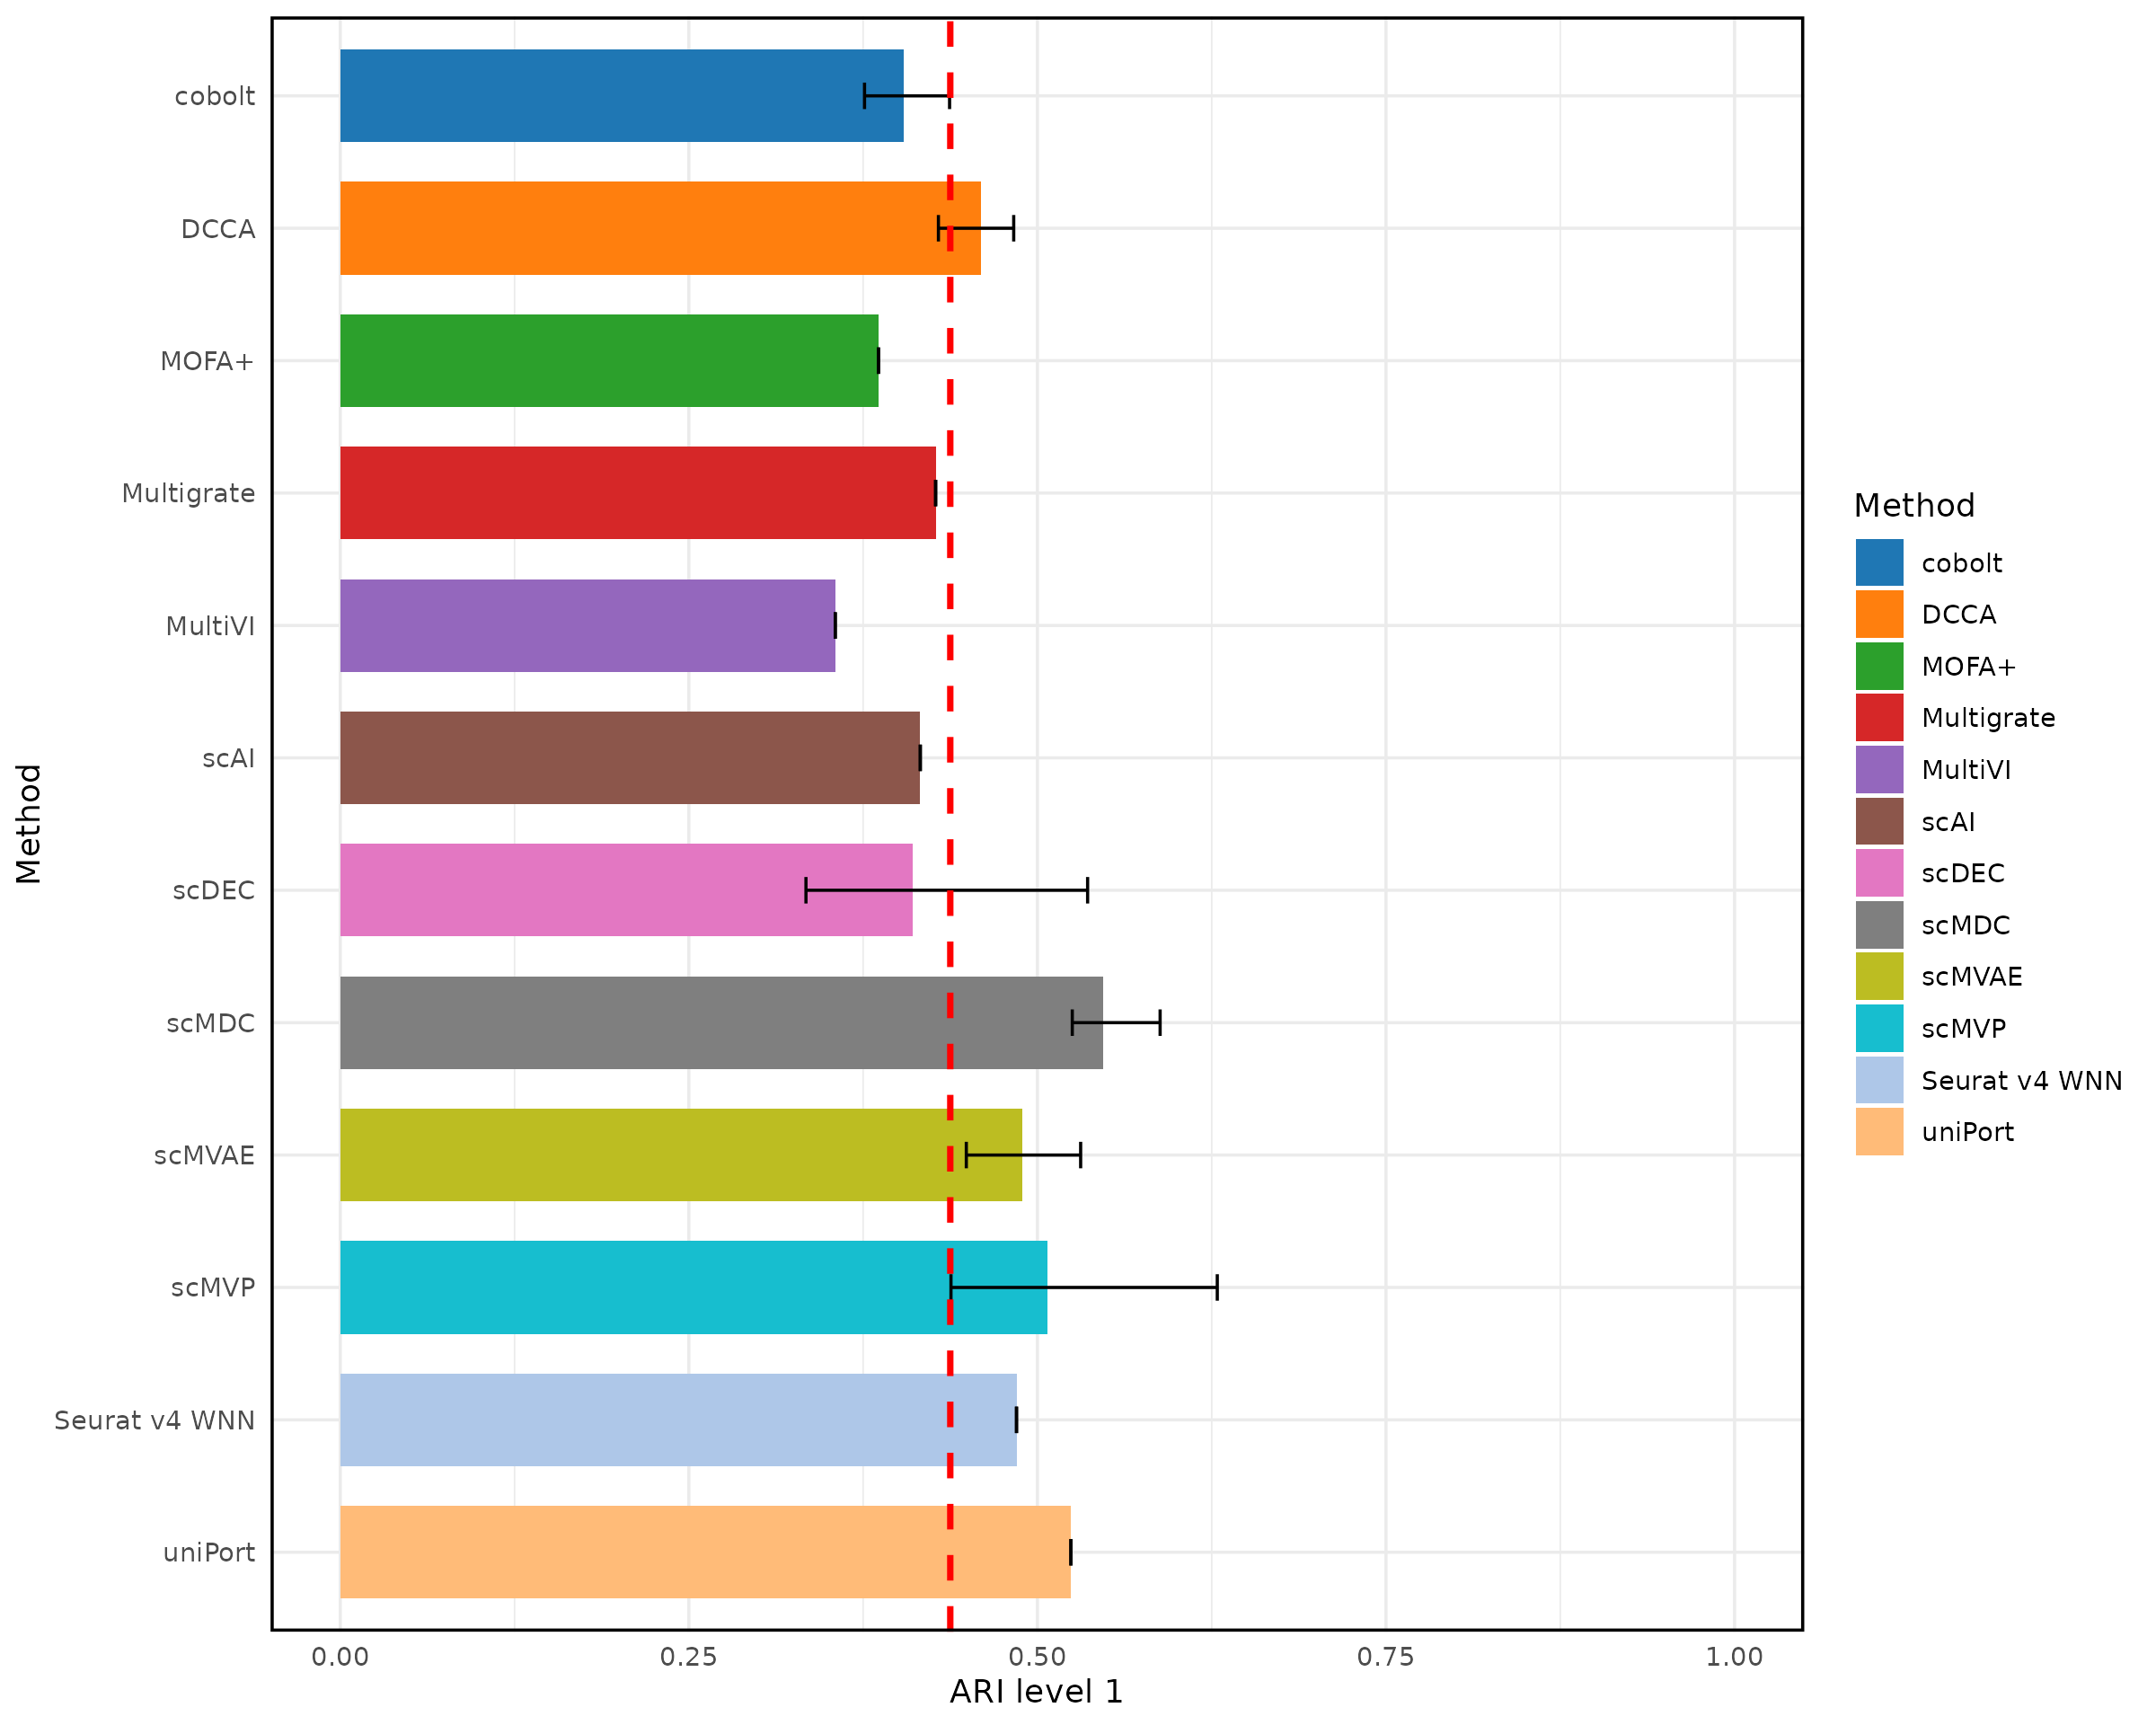 cobolt
DCCA
MOFA+
Multigrate
MultiVI
scAI
scDEC
scMDC
scMVAE
scMVP
Seurat v4 WNN
uniPort
Method
0.00 0.25 0.50 0.75 1.00
ARI level 1
Method
cobolt
DCCA
MOFA+
Multigrate
MultiVI
scAI
scDEC
scMDC
scMVAE
scMVP
Seurat v4 WNN
uniPort